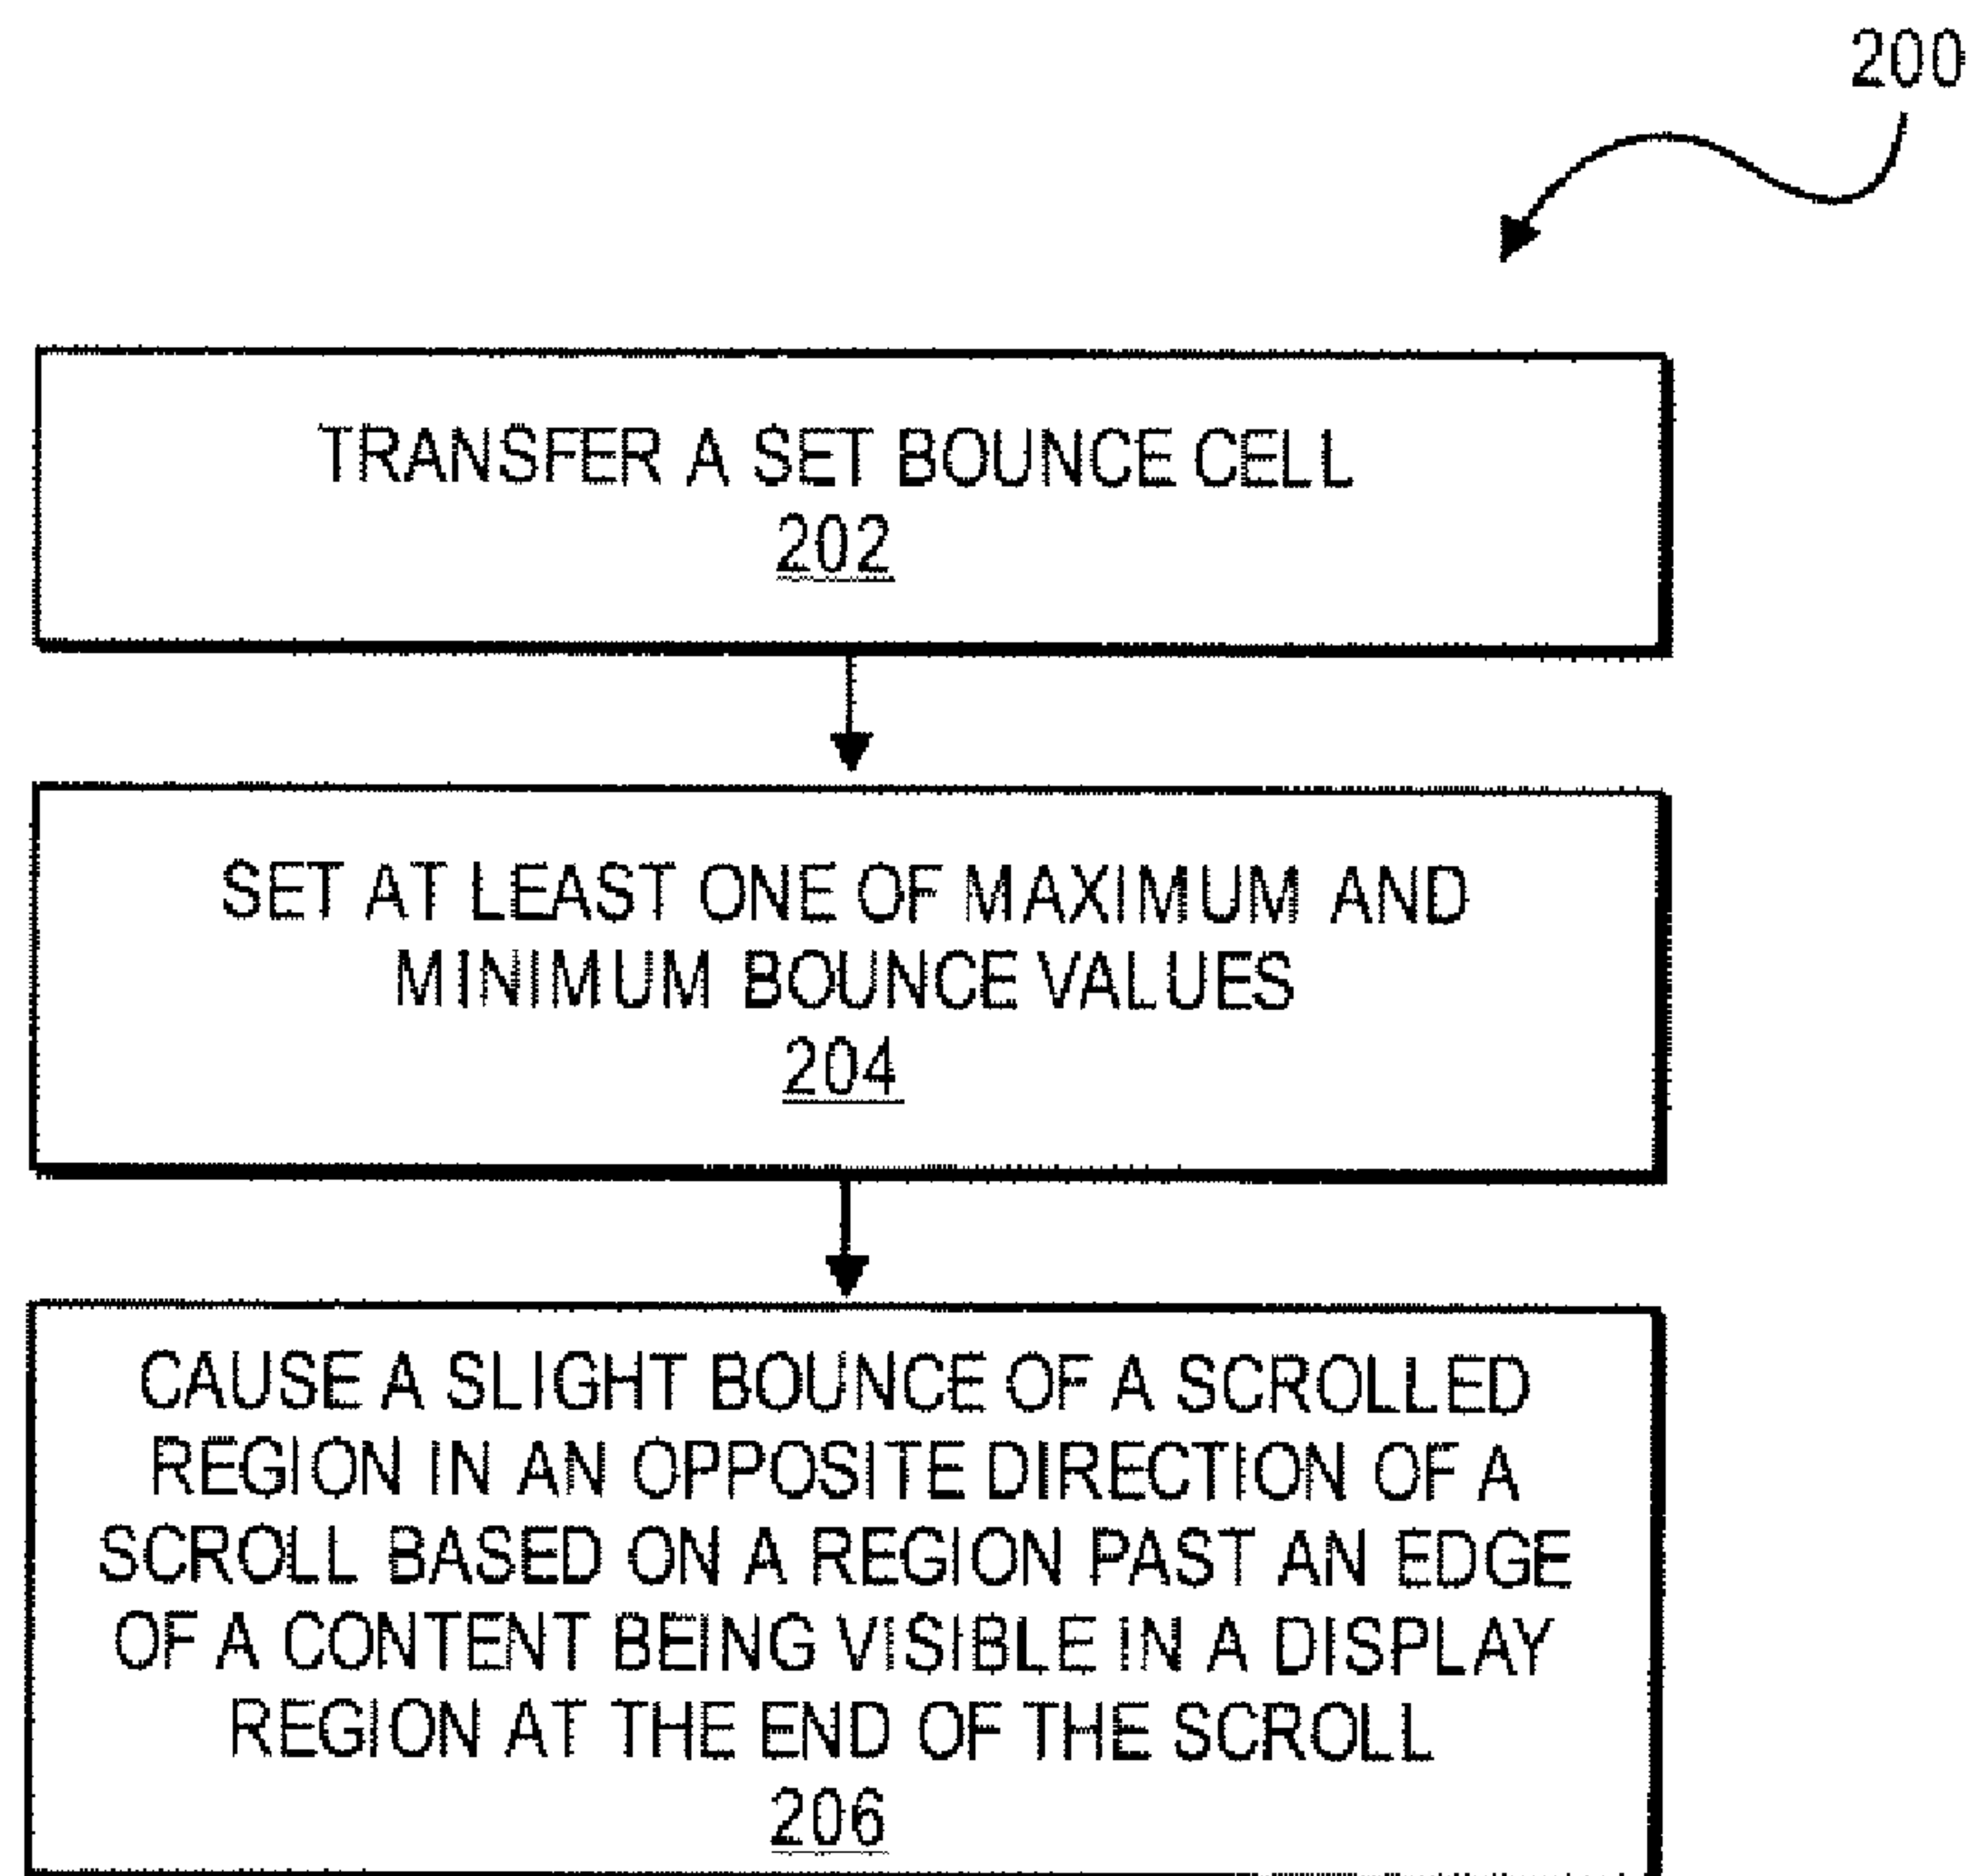 200
TRANSFER A SET BOUNCE CELL
202
SET AT LEAST ONE OF MAXIMUM AND
MINIMUM BOUNCE VALUES
204
CAUSE A SLIGHT BOUNCE OF A SCROLLED
REGION IN AN OPPOSITE DIRECTION OF A
SCROLL BASED ON A REGION PAST AN EDGE
OF A CONTENT BEING VISIBLE IN A DISPLAY
REGION AT THE END OF THE SCROLL
206